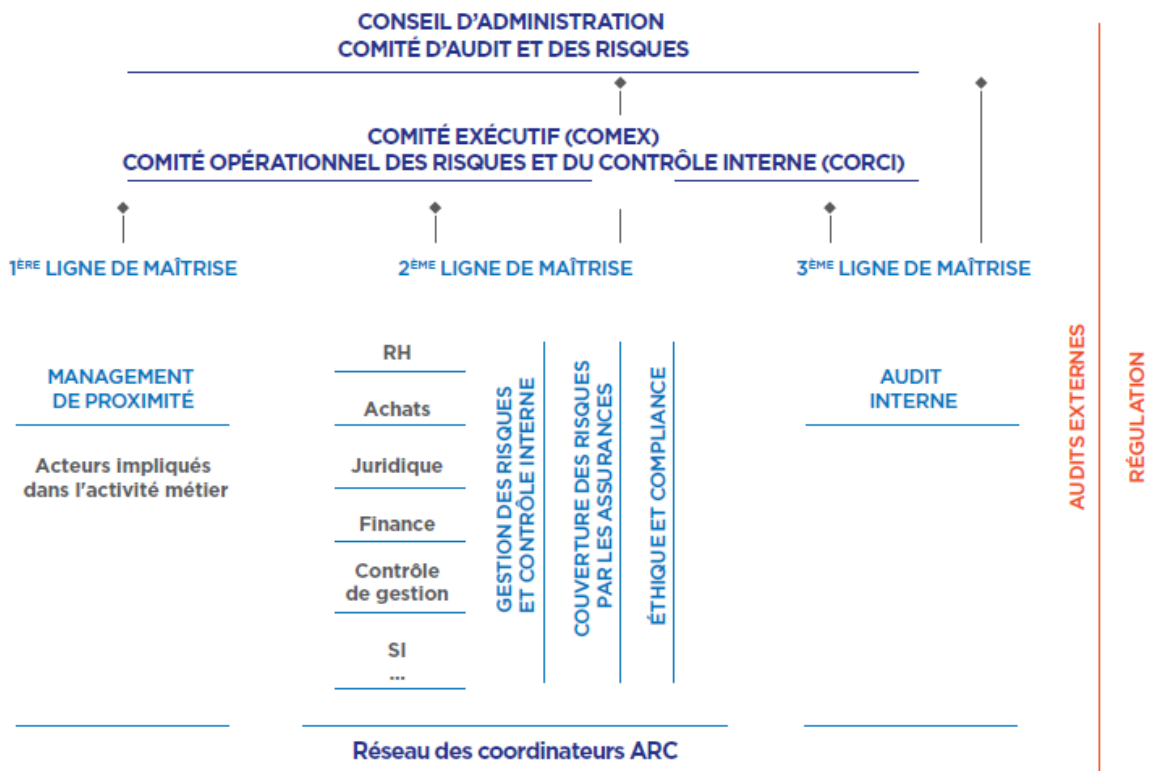 CONSEIL D’ADMINISTRATION
COMITÉ D’AUDIT ET DES RISQUES
COMITÉ EXÉCUTIF (COMEX)
COMITÉ OPÉRATIONNEL DES RISQUES ET DU CONTRÔLE INTERNE (CORCI)
1ÈRE LIGNE DE MAÎTRISE
2ÈME LIGNE DE MAÎTRISE
3ÈME LIGNE DE MAÎTRISE
MANAGEMENT
DE PROXIMITÉ
Acteurs impliqués
dans l'activité métier
RH
Achats
Juridique
Finance
Contrôle
de gestion
SI
...
GESTION DES RISQUES
ET CONTRÔLE INTERNE
COUVERTURE DES RISQUES
PAR LES ASSURANCES
ÉTHIQUE ET COMPLIANCE
AUDIT
INTERNE
Réseau des coordinateurs ARC
AUDITS EXTERNES
RÉGULATION